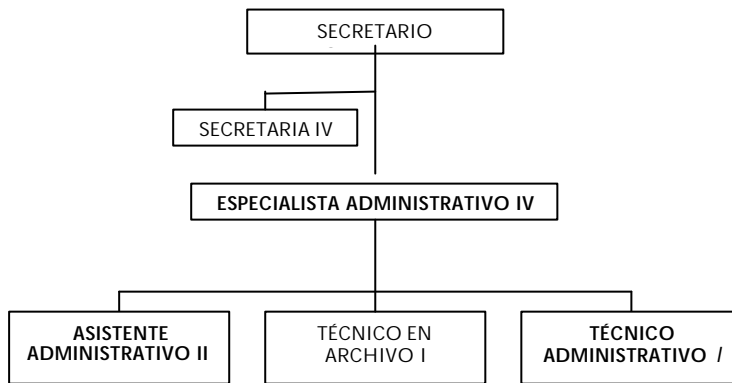 SECRETARIO
SECRETARIA IV
ESPECIALISTA ADMINISTRATIVO IV
ASISTENTE
ADMINISTRATIVO II
TÉCNICO EN
ARCHIVO I
TÉCNICO
ADMINISTRATIVO I